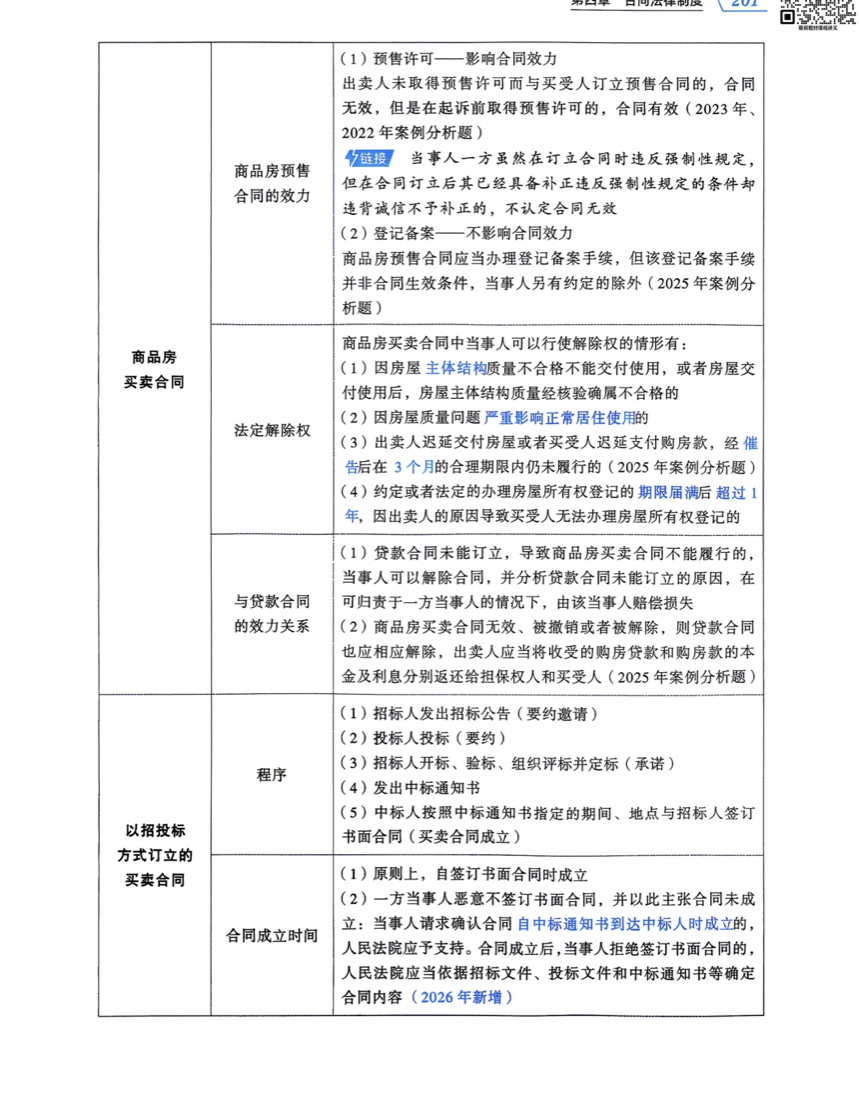 第四章 合同法律制度 201
商品房
买卖合同
商品房预售
合同的效力
(1)预售许可——影响合同效力
出卖人未取得预售许可而与买受人订立预售合同的，合同
无效，但是在起诉前取得预售许可的，合同有效（2023年、
2022年案例分析题）
链接 当事人一方虽然在订立合同时违反强制性规定，
但在合同订立后其已经具备补正违反强制性规定的条件却
违背诚信不予补正的，不认定合同无效
(2)登记备案——不影响合同效力
商品房预售合同应当办理登记备案手续，但该登记备案手续
并非合同生效条件，当事人另有约定的除外（2025年案例分
析题）
法定解除权
商品房买卖合同中当事人可以行使解除权的情形有：
(1)因房屋主体结构质量不合格不能交付使用，或者房屋交
付使用后，房屋主体结构质量经核验确属不合格的
(2)因房屋质量问题严重影响正常居住使用的
(3)出卖人迟延交付房屋或者买受人迟延支付购房款，经催
告后在3个月的合理期限内仍未履行的（2025年案例分析题）
(4)约定或者法定的办理房屋所有权登记的期限届满后超过1
年，因出卖人的原因导致买受人无法办理房屋所有权登记的
与贷款合同
的效力关系
(1)贷款合同未能订立，导致商品房买卖合同不能履行的，
当事人可以解除合同，并分析贷款合同未能订立的原因，在
可归责于一方当事人的情况下，由该当事人赔偿损失
(2)商品房买卖合同无效、被撤销或者被解除，则贷款合同
也应相应解除，出卖人应当将收受的购房贷款和购房款的本
金及利息分别返还给担保权人和买受人（2025年案例分析题）
以招投标
方式订立的
买卖合同
程序
(1)招标人发出招标公告（要约邀请）
(2)投标人投标（要约）
(3)招标人开标、验标、组织评标并定标（承诺）
(4)发出中标通知书
(5)中标人按照中标通知书指定的期间、地点与招标人签订
书面合同（买卖合同成立）
合同成立时间
(1)原则上，自签订书面合同时成立
(2)一方当事人恶意不签订书面合同，并以此主张合同未成
立：当事人请求确认合同自中标通知书到达中标人时成立的，
人民法院应予支持。合同成立后，当事人拒绝签订书面合同的，
人民法院应当依据招标文件、投标文件和中标通知书等确定
合同内容（2026年新增）